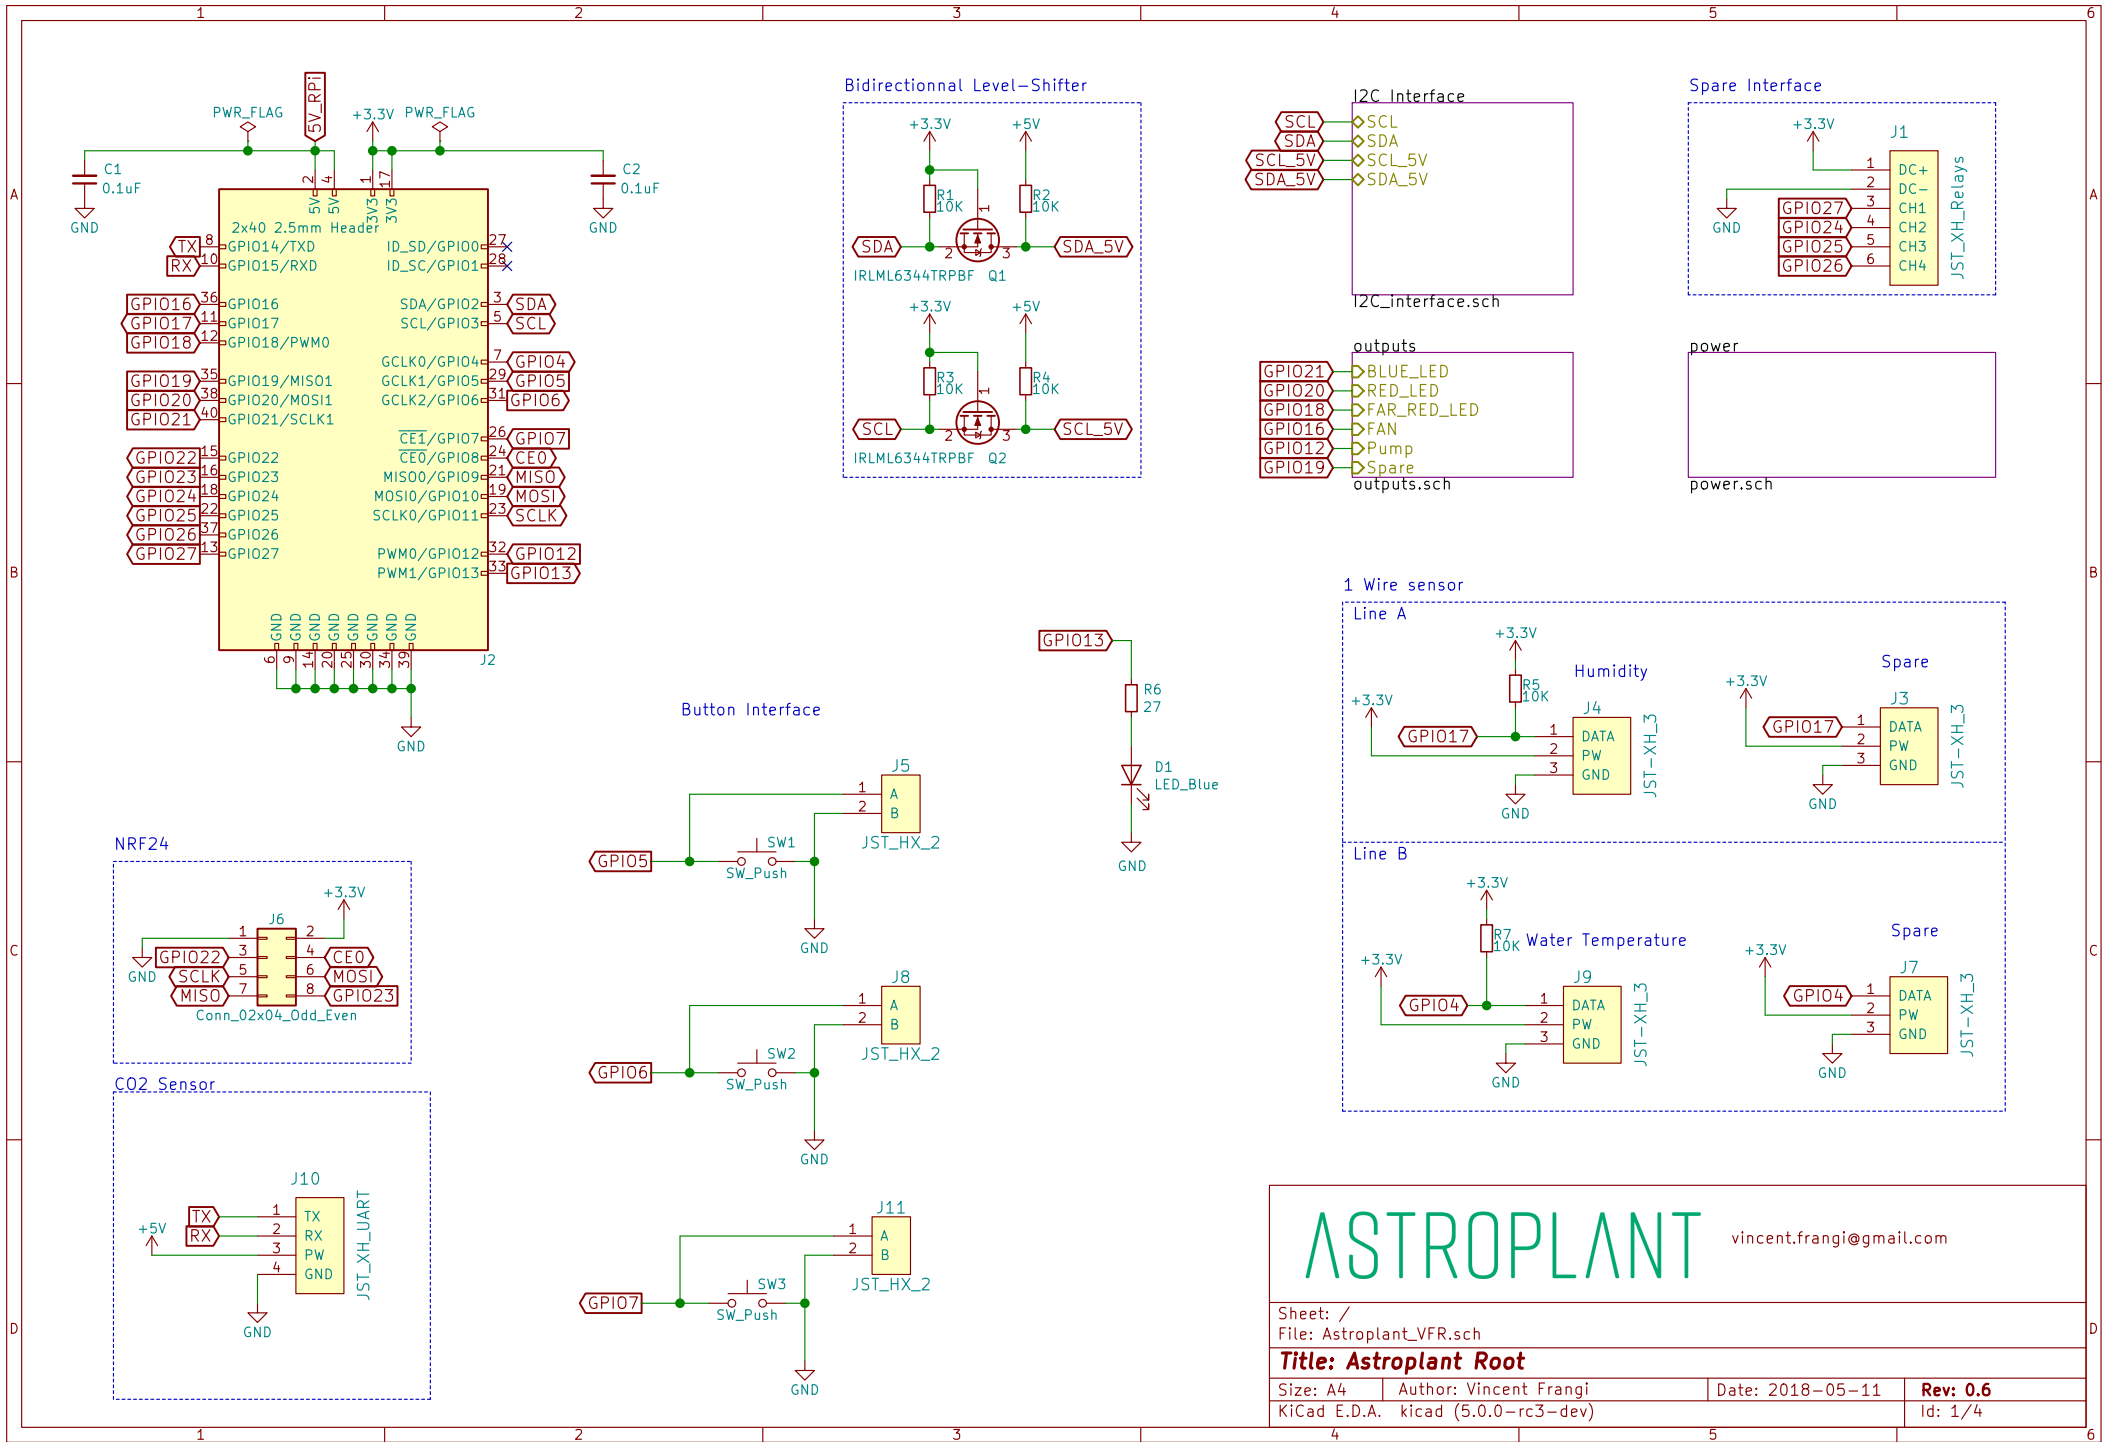 1 2 3 4 5 6
A
B
C
D
PWR_FLAG
5V_RPi
+3.3V
PWR_FLAG
C1
0.1uF
GND
C2
0.1uF
GND
2 4 1 17
5V 5V 3V3 3V3
2x40 2.5mm Header
TX 8 GPIO14/TXD
RX 10 GPIO15/RXD
GPIO16 36 GPIO16
GPIO17 11 GPIO17
GPIO18 12 GPIO18/PWM0
GPIO19 35 GPIO19/MISO1
GPIO20 38 GPIO20/MOSI1
GPIO21 40 GPIO21/SCLK1
GPIO22 15 GPIO22
GPIO23 16 GPIO23
GPIO24 18 GPIO24
GPIO25 22 GPIO25
GPIO26 37 GPIO26
GPIO27 13 GPIO27
ID_SD/GPIO0 27
ID_SC/GPIO1 28
SDA/GPIO2 3 SDA
SCL/GPIO3 5 SCL
GCLK0/GPIO4 7 GPIO4
GCLK1/GPIO5 29 GPIO5
GCLK2/GPIO6 31 GPIO6
CE1/GPIO7 26 GPIO7
CE0/GPIO8 24 CE0
MISO0/GPIO9 21 MISO
MOSI0/GPIO10 19 MOSI
SCLK0/GPIO11 23 SCLK
PWM0/GPIO12 32 GPIO12
PWM1/GPIO13 33 GPIO13
GND GND GND GND GND GND GND GND
6 9 14 20 25 30 34 39
J2
GND
Bidirectionnal Level-Shifter
+3.3V +5V
R1
10K
R2
10K
1
SDA 2 3 SDA_5V
IRLML6344TRPBF Q1
+3.3V +5V
R3
10K
R4
10K
1
SCL 2 3 SCL_5V
IRLML6344TRPBF Q2
I2C Interface
SCL SCL
SDA SDA
SCL_5V SCL_5V
SDA_5V SDA_5V
I2C_interface.sch
outputs
GPIO21 BLUE_LED
GPIO20 RED_LED
GPIO18 FAR_RED_LED
GPIO16 FAN
GPIO12 Pump
GPIO19 Spare
outputs.sch
Spare Interface
+3.3V
J1
1 DC+
2 DC-
GPIO27 3 CH1
GPIO24 4 CH2
GPIO25 5 CH3
GPIO26 6 CH4
GND
JST_XH_Relays
power
power.sch
GPIO13
R6
27
D1
LED_Blue
GND
1 Wire sensor
Line A
+3.3V
R5
10K
Humidity
+3.3V
J4
GPIO17 1 DATA
2 PW
3 GND
GND
JST-XH_3
Spare
+3.3V
J3
GPIO17 1 DATA
2 PW
3 GND
GND
JST-XH_3
Line B
+3.3V
R7
10K
Water Temperature
+3.3V
J9
GPIO4 1 DATA
2 PW
3 GND
GND
JST-XH_3
Spare
+3.3V
J7
GPIO4 1 DATA
2 PW
3 GND
GND
JST-XH_3
Button Interface
J5
1 A
2 B
JST_HX_2
GPIO5
SW1
SW_Push
GND
J8
1 A
2 B
JST_HX_2
GPIO6
SW2
SW_Push
GND
J11
1 A
2 B
JST_HX_2
GPIO7
SW3
SW_Push
GND
NRF24
+3.3V
J6
1 2
GND
GPIO22 3 4 CE0
SCLK 5 6 MOSI
MISO 7 8 GPIO23
Conn_02x04_Odd_Even
CO2 Sensor
J10
TX 1 TX
RX 2 RX
+5V 3 PW
4 GND
GND
JST_XH_UART
ASTROPLANT
vincent.frangi@gmail.com
Sheet: /
File: Astroplant_VFR.sch
Title: Astroplant Root
Size: A4 Author: Vincent Frangi Date: 2018-05-11 Rev: 0.6
KiCad E.D.A. kicad (5.0.0-rc3-dev) Id: 1/4
A
B
C
D
1 2 3 4 5 6